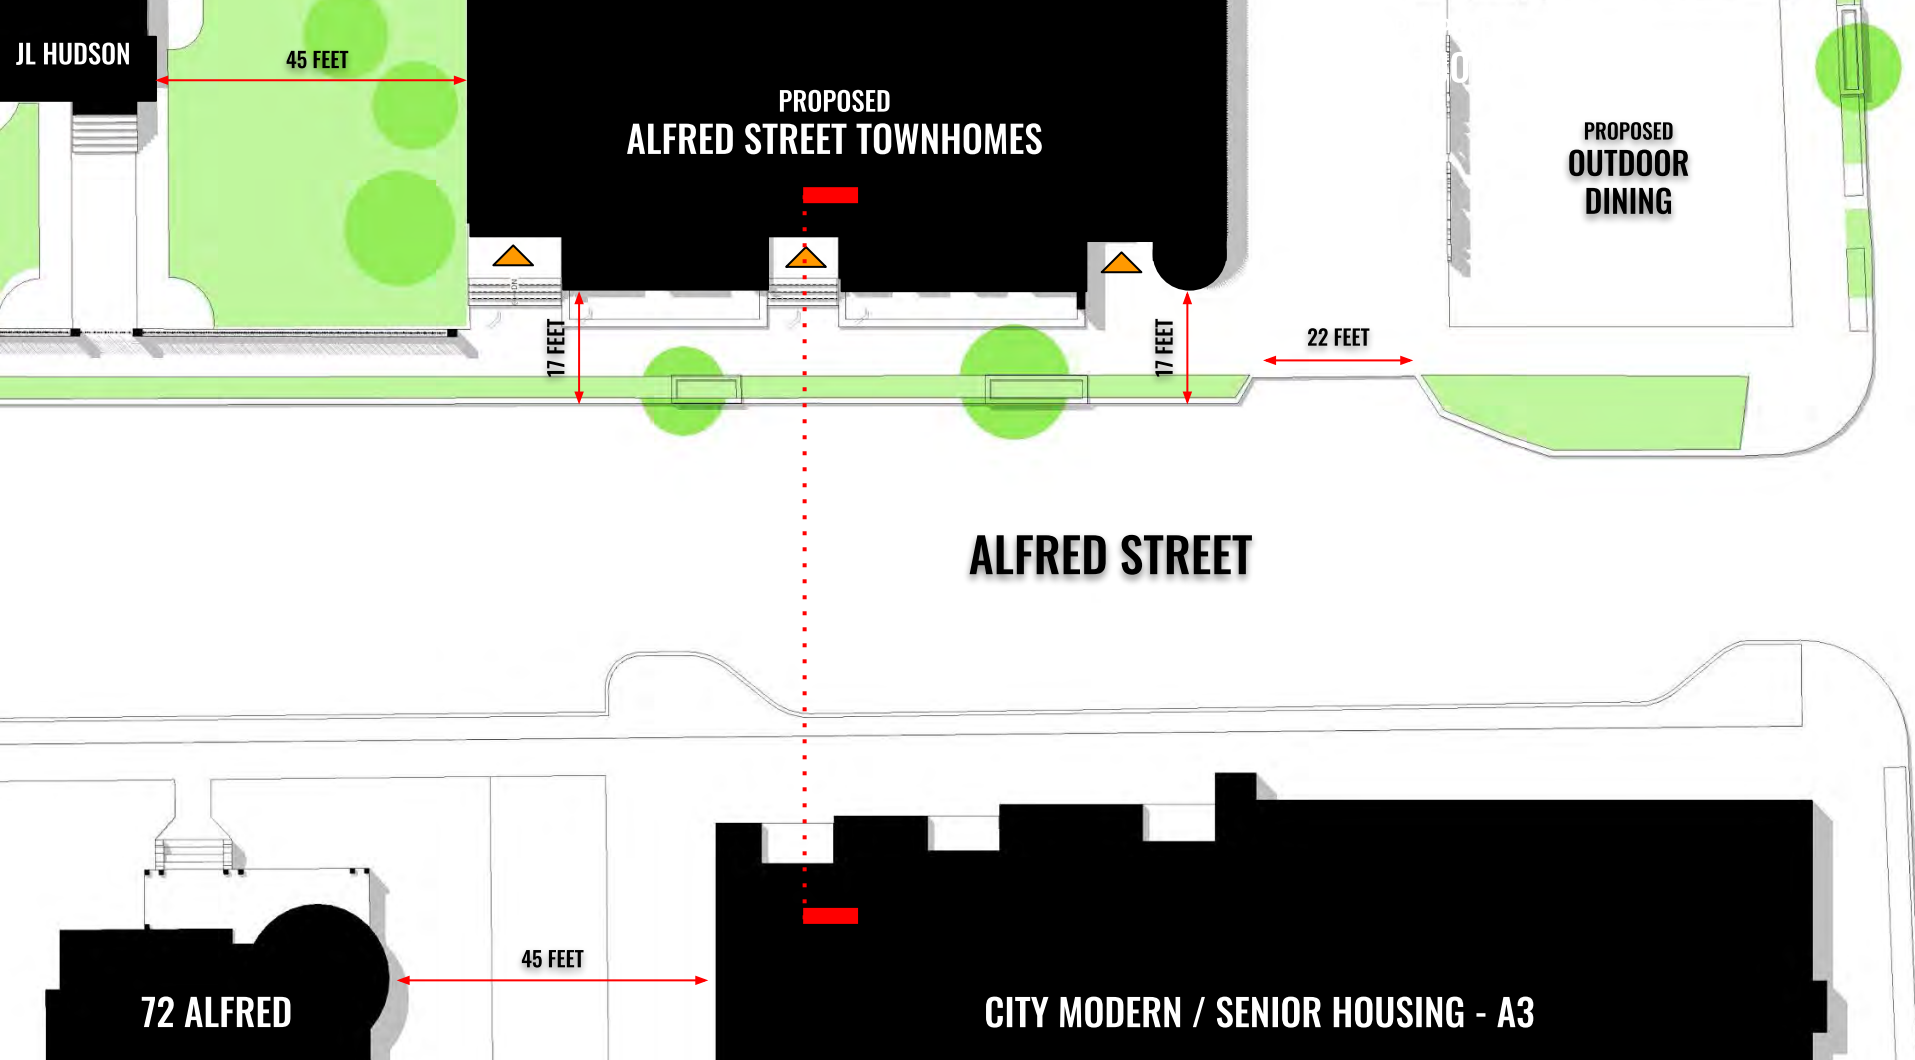 JL HUDSON
45 FEET
PROPOSED
ALFRED STREET TOWNHOMES
PROPOSED
OUTDOOR
DINING
DN
17 FEET
17 FEET
22 FEET
ALFRED STREET
45 FEET
72 ALFRED
CITY MODERN / SENIOR HOUSING - A3